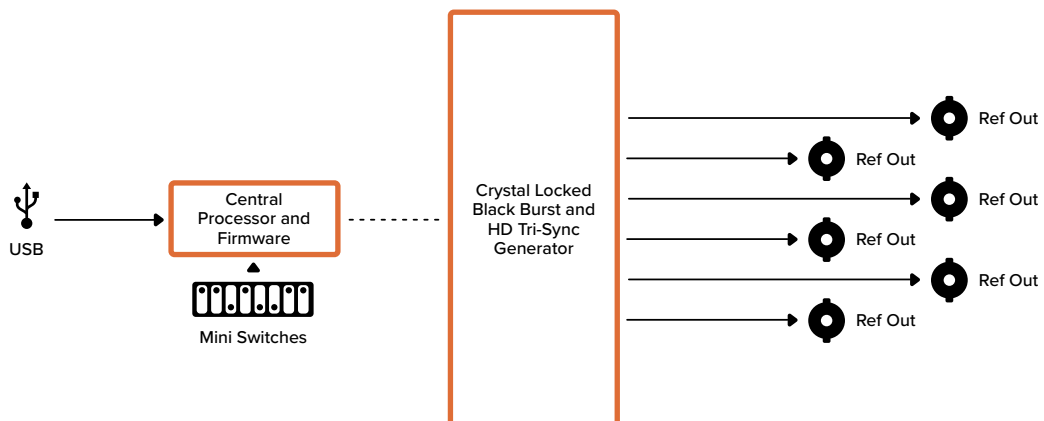 USB
Central
Processor and
Firmware
Mini Switches
Crystal Locked
Black Burst and
HD Tri-Sync
Generator
Ref Out
Ref Out
Ref Out
Ref Out
Ref Out
Ref Out